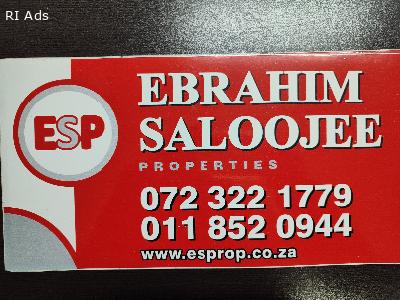 RI Ads
ESP
EBRAHIM
SALOOJEE
PROPERTIES
072 322 1779
011 852 0944
www.esprop.co.za